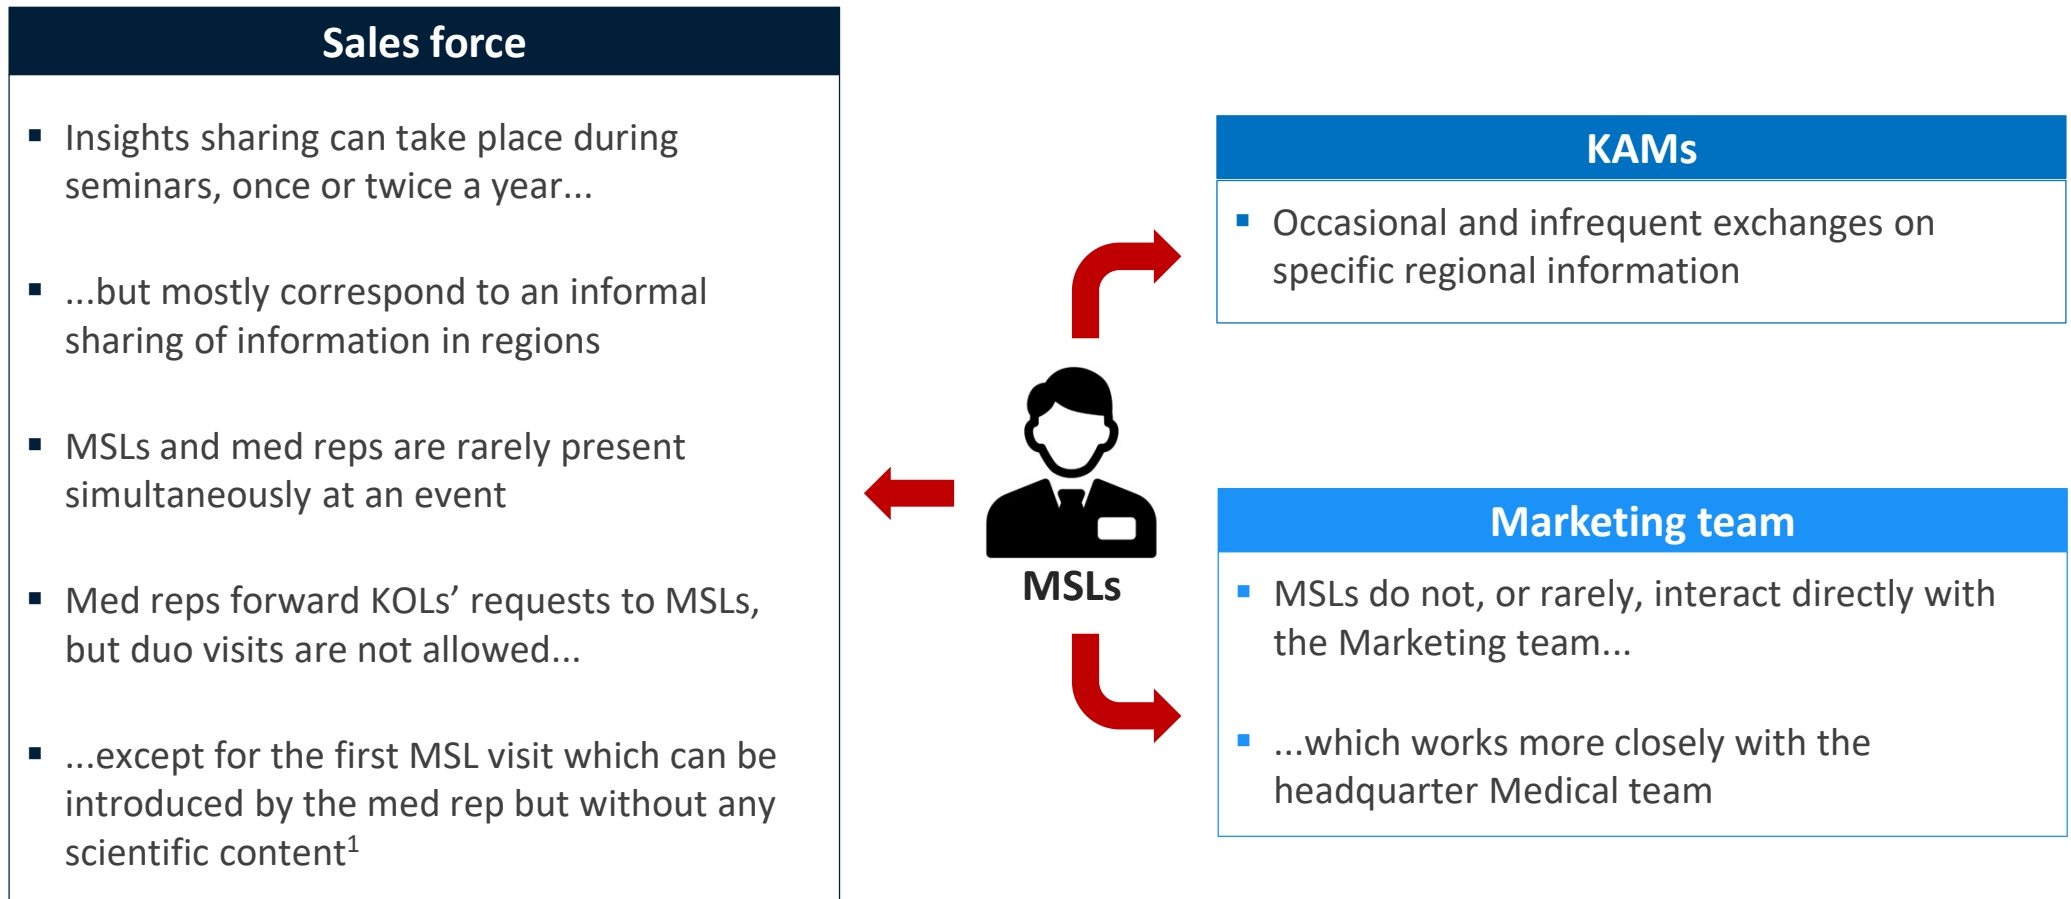 Sales force
▪ Insights sharing can take place during
seminars, once or twice a year...
▪ ...but mostly correspond to an informal
sharing of information in regions
▪ MSLs and med reps are rarely present
simultaneously at an event
▪ Med reps forward KOLs’ requests to MSLs,
but duo visits are not allowed...
▪ ...except for the first MSL visit which can be
introduced by the med rep but without any
scientific content¹
MSLs
KAMs
▪ Occasional and infrequent exchanges on
specific regional information
Marketing team
▪ MSLs do not, or rarely, interact directly with
the Marketing team...
▪ ...which works more closely with the
headquarter Medical team